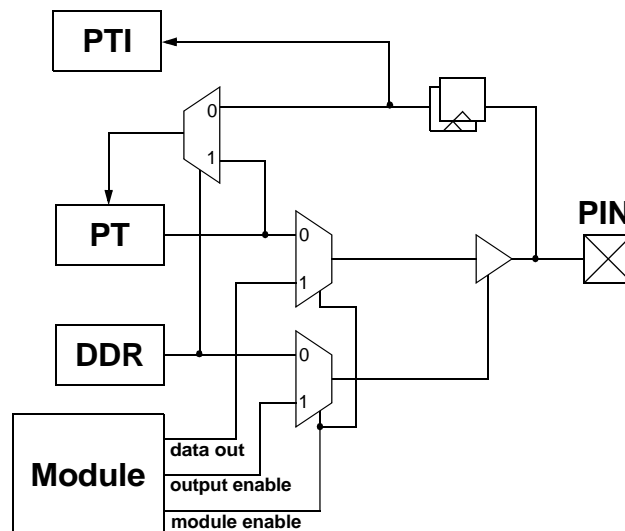 PTI
0
1
PT
PIN
0
1
DDR
0
1
Module
data out
output enable
module enable